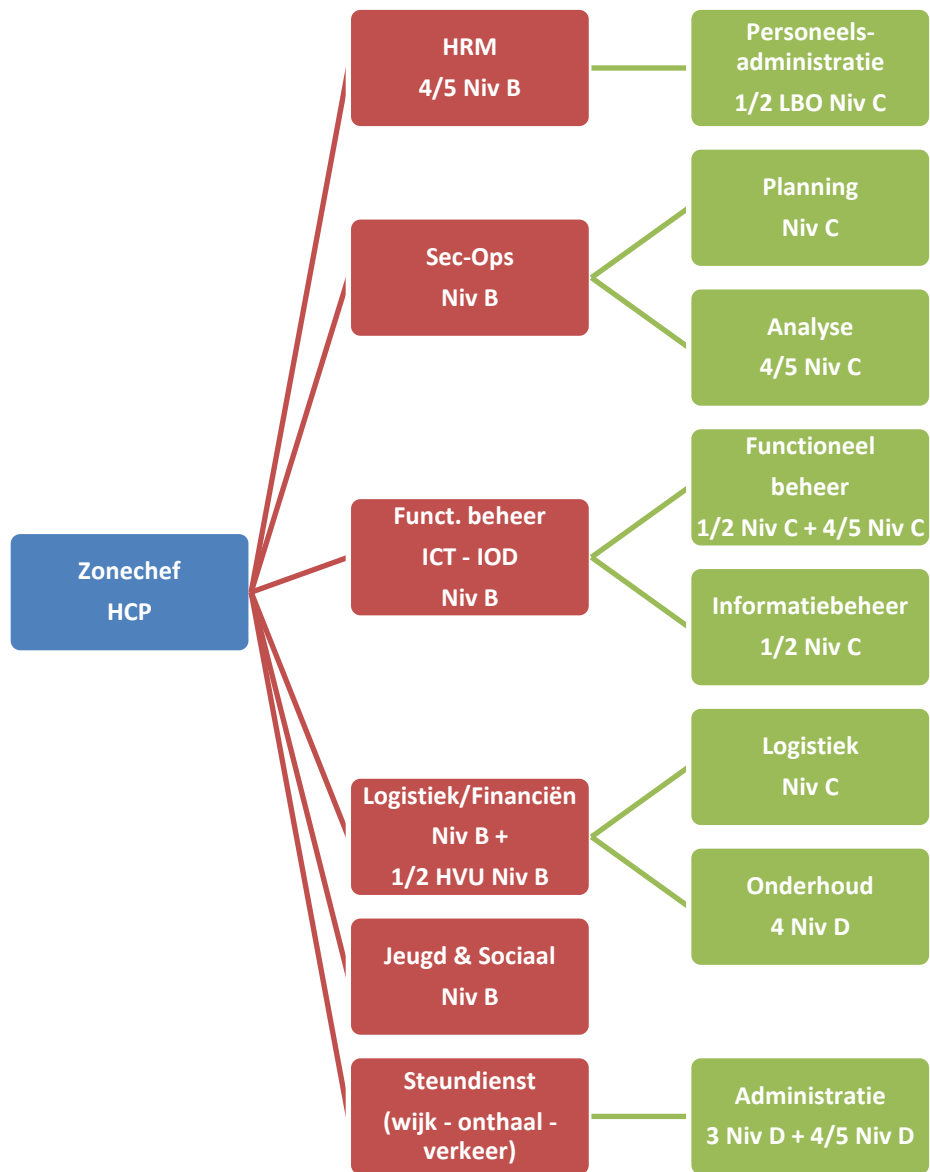 HRM
4/5 Niv B
Personeels-
administratie
1/2 LBO Niv C
Planning
Niv C
Sec-Ops
Niv B
Analyse
4/5 Niv C
Functioneel
beheer
1/2 Niv C + 4/5 Niv C
Funct. beheer
ICT - IOD
Niv B
Zonechef
HCP
Informatiebeheer
1/2 Niv C
Logistiek
Niv C
Logistiek/Financiën
Niv B +
1/2 HVU Niv B
Onderhoud
4 Niv D
Jeugd & Sociaal
Niv B
Steundienst
(wijk - onthaal -
verkeer)
Administratie
3 Niv D + 4/5 Niv D